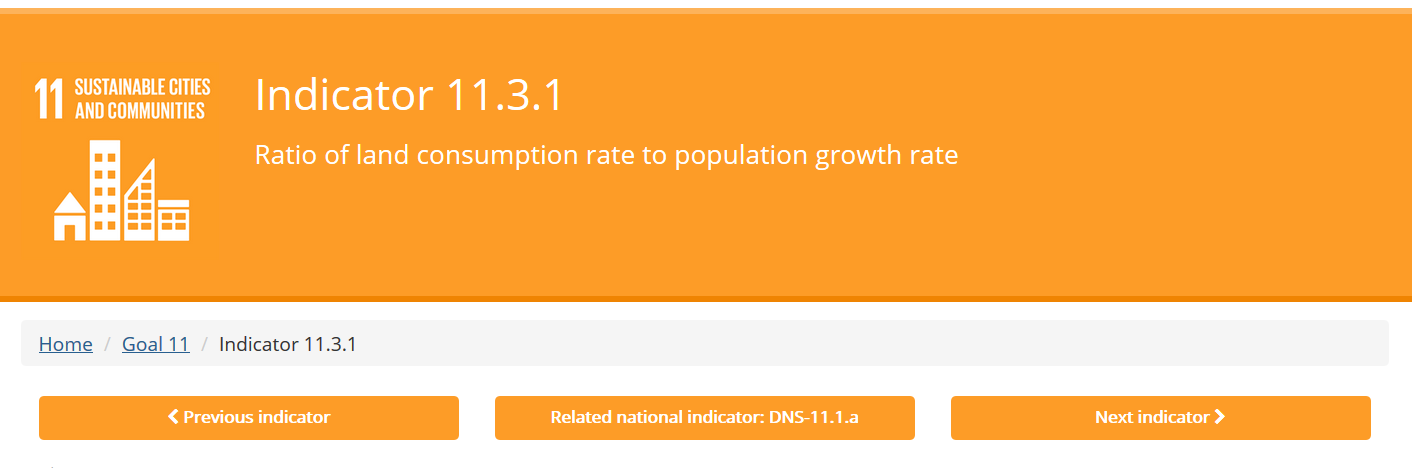 11 SUSTAINABLE CITIES
AND COMMUNITIES
Indicator 11.3.1
Ratio of land consumption rate to population growth rate
Home / Goal 11 / Indicator 11.3.1
Previous indicator
Related national indicator: DNS-11.1.a
Next indicator